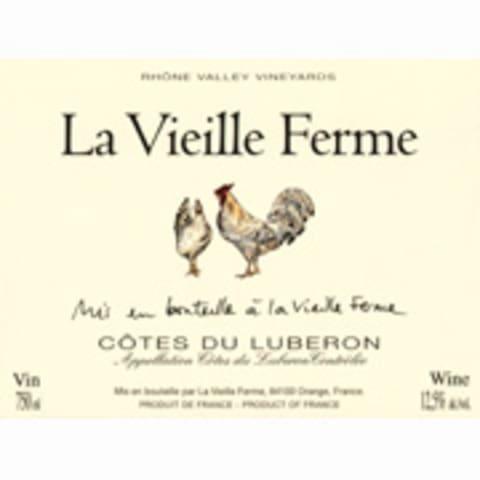 RHÔNE VALLEY VINEYARDS
La Vieille Ferme
Mis en bouteille à la Vieille Ferme
CÔTES DU LUBERON
Appellation Côtes du Luberon Contrôlée
Vin Wine
750 ml 12,5% alc./vol.
Mis en bouteille par La Vieille Ferme, 84100 Orange, France.
PRODUIT DE FRANCE - PRODUCT OF FRANCE